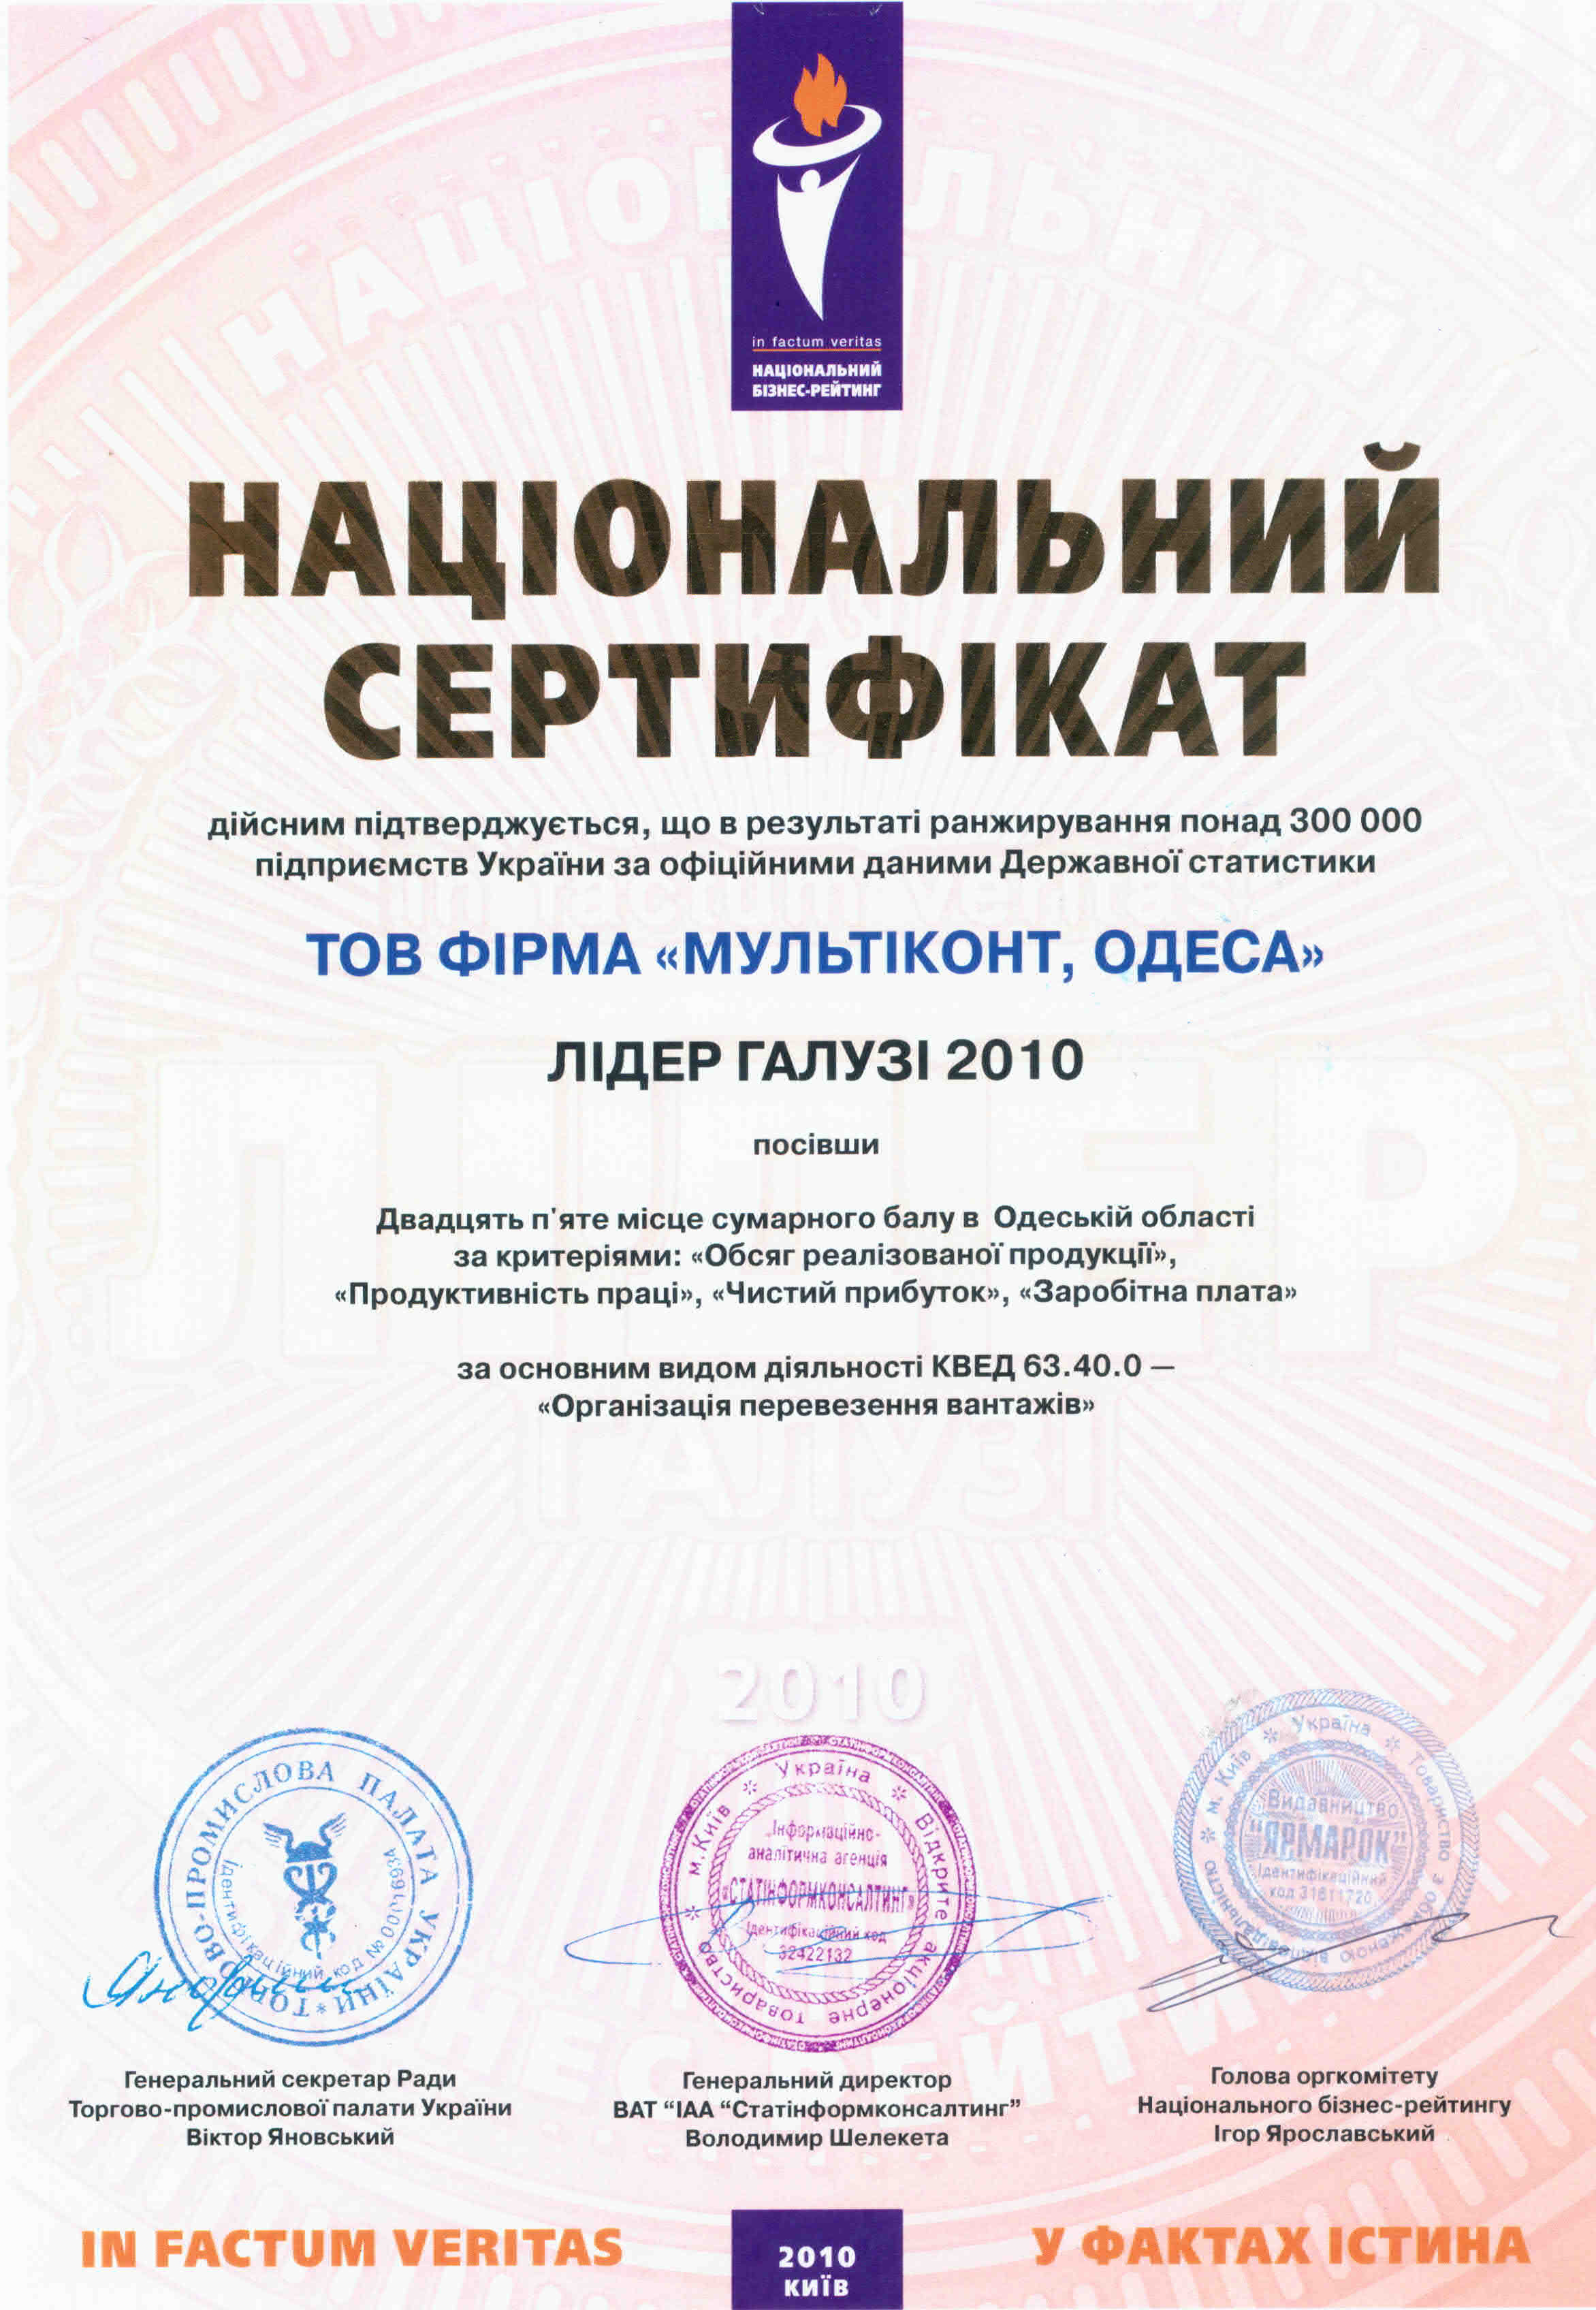 in factum veritas
НАЦІОНАЛЬНИЙ
БІЗНЕС-РЕЙТИНГ
НАЦІОНАЛЬНИЙ
СЕРТИФІКАТ
дійсним підтверджується, що в результаті ранжирування понад 300 000
підприємств України за офіційними даними Державної статистики
ТОВ ФІРМА «МУЛЬТІКОНТ, ОДЕСА»
ЛІДЕР ГАЛУЗІ 2010
посівши
Двадцять п'яте місце сумарного балу в Одеській області
за критеріями: «Обсяг реалізованої продукції»,
«Продуктивність праці», «Чистий прибуток», «Заробітна плата»
за основним видом діяльності КВЕД 63.40.0 —
«Організація перевезення вантажів»
ЛІДЕР
ГАЛУЗІ
2010
ТОРГОВО-ПРОМИСЛОВА ПАЛАТА УКРАЇНИ *
Ідентифікаційний код № 00016934
Україна * Відкрите акціонерне товариство * м.Київ *
Інформаційно-
аналітична агенція
«СТАТІНФОРМКОНСАЛТИНГ»
Ідентифікаційний код
32422132
Україна * Товариство з обмеженою відповідальністю * м. Київ *
Видавництво
"ЯРМАРОК"
Ідентифікаційний
код 31611720
Генеральний секретар Ради
Торгово-промислової палати України
Віктор Яновський
Генеральний директор
ВАТ “ІАА “Статінформконсалтинг”
Володимир Шелекета
Голова оргкомітету
Національного бізнес-рейтингу
Ігор Ярославський
IN FACTUM VERITAS
2010
КИЇВ
У ФАКТАХ ІСТИНА